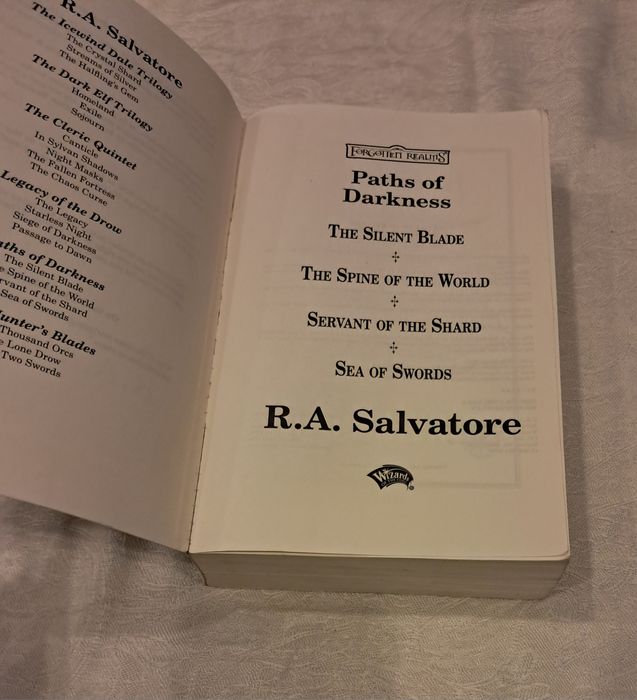 R.A. Salvatore
The Icewind Dale Trilogy
The Crystal Shard
Streams of Silver
The Halfling's Gem
The Dark Elf Trilogy
Homeland
Exile
Sojourn
The Cleric Quintet
Canticle
In Sylvan Shadows
Night Masks
The Fallen Fortress
The Chaos Curse
Legacy of the Drow
The Legacy
Starless Night
Siege of Darkness
Passage to Dawn
of Darkness
The Silent Blade
Spine of the World
of the Shard
Sea of Swords
Blades
Thousand Orcs
Lone Drow
Two Swords
FORGOTTEN REALMS
Paths of
Darkness
THE SILENT BLADE
THE SPINE OF THE WORLD
SERVANT OF THE SHARD
SEA OF SWORDS
R.A. Salvatore
Wizards